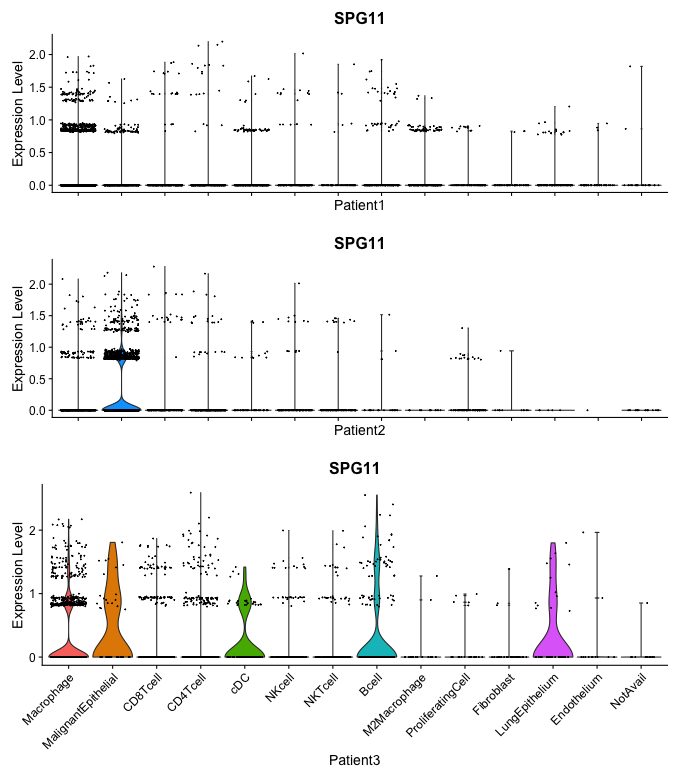 SPG11
Expression Level
2.0
1.5
1.0
0.5
0.0
Patient1
SPG11
Expression Level
2.0
1.5
1.0
0.5
0.0
Patient2
SPG11
Expression Level
2
1
0
Macrophage
MalignantEpithelial
CD8Tcell
CD4Tcell
cDC
NKcell
NKTcell
Bcell
M2Macrophage
ProliferatingCell
Fibroblast
LungEpithelium
Endothelium
NotAvail
Patient3